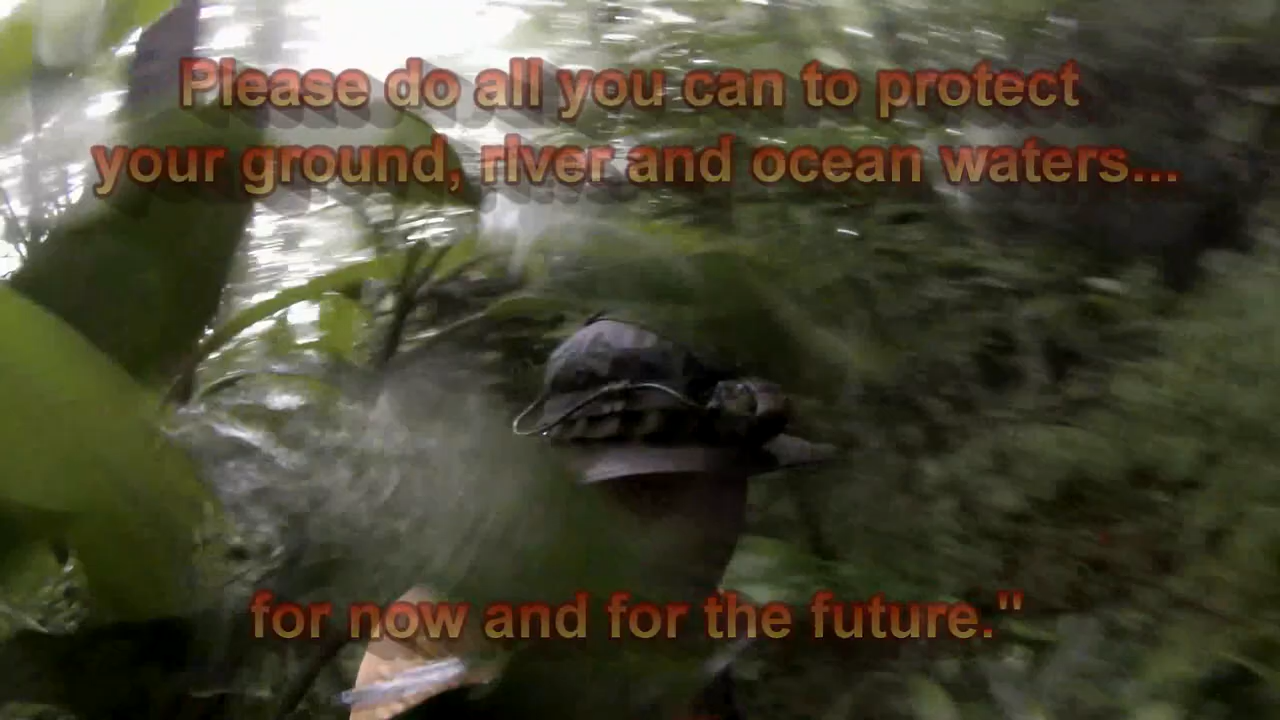 Please do all you can to protect
your ground, river and ocean waters...
for now and for the future."